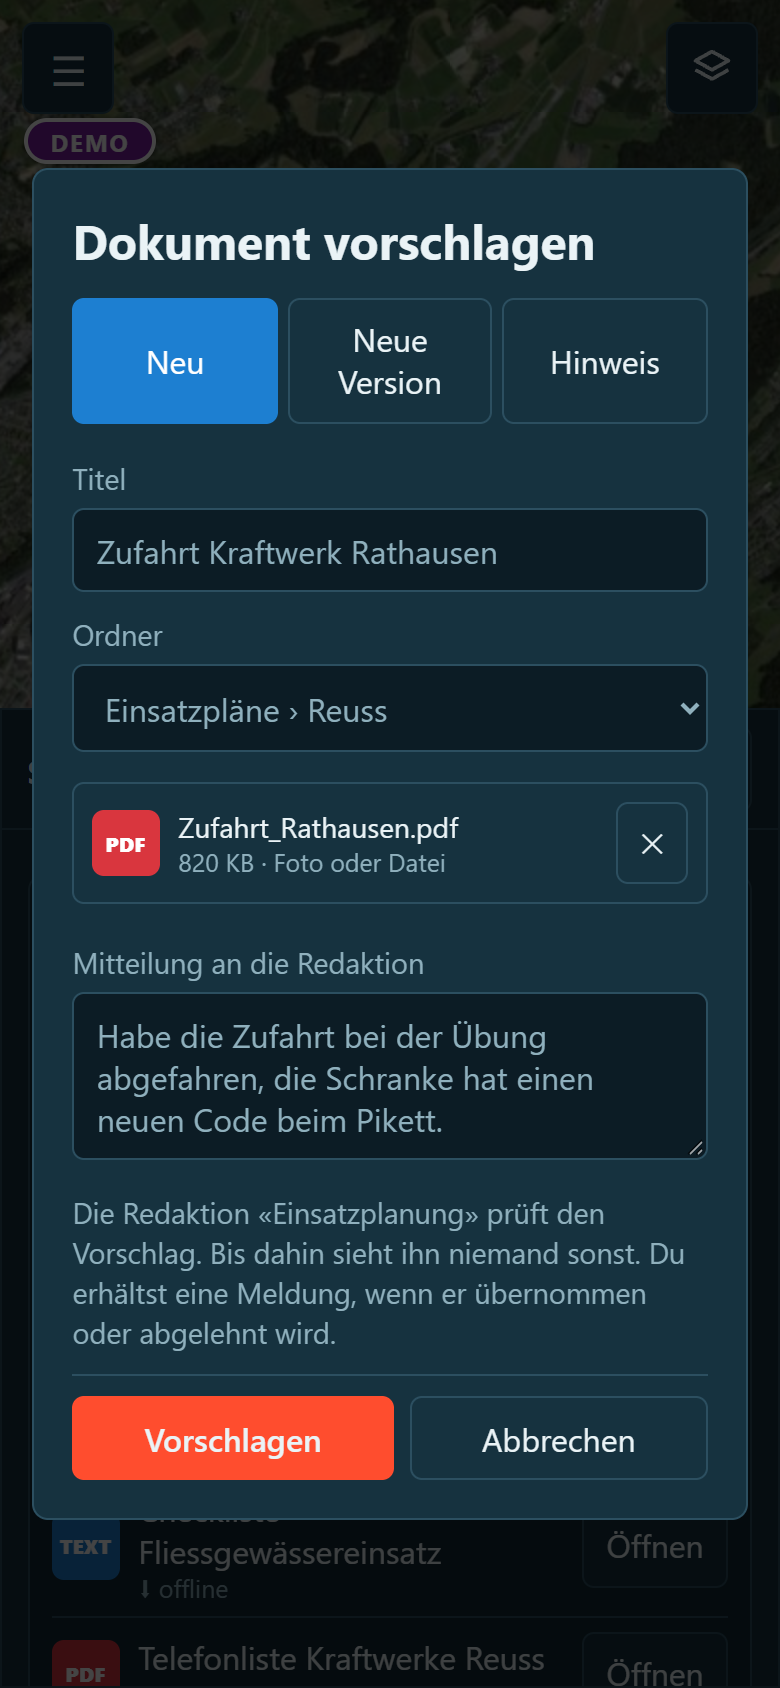 DEMO
Dokument vorschlagen
Neu
Neue
Version
Hinweis
Titel
Zufahrt Kraftwerk Rathausen
Ordner
Einsatzpläne › Reuss
PDF
Zufahrt_Rathausen.pdf
820 KB · Foto oder Datei
Mitteilung an die Redaktion
Habe die Zufahrt bei der Übung
abgefahren, die Schranke hat einen
neuen Code beim Pikett.
Die Redaktion «Einsatzplanung» prüft den
Vorschlag. Bis dahin sieht ihn niemand sonst. Du
erhältst eine Meldung, wenn er übernommen
oder abgelehnt wird.
Vorschlagen
Abbrechen
TEXT
Fliessgewässereinsatz
offline
Öffnen
PDF
Telefonliste Kraftwerke Reuss
Öffnen